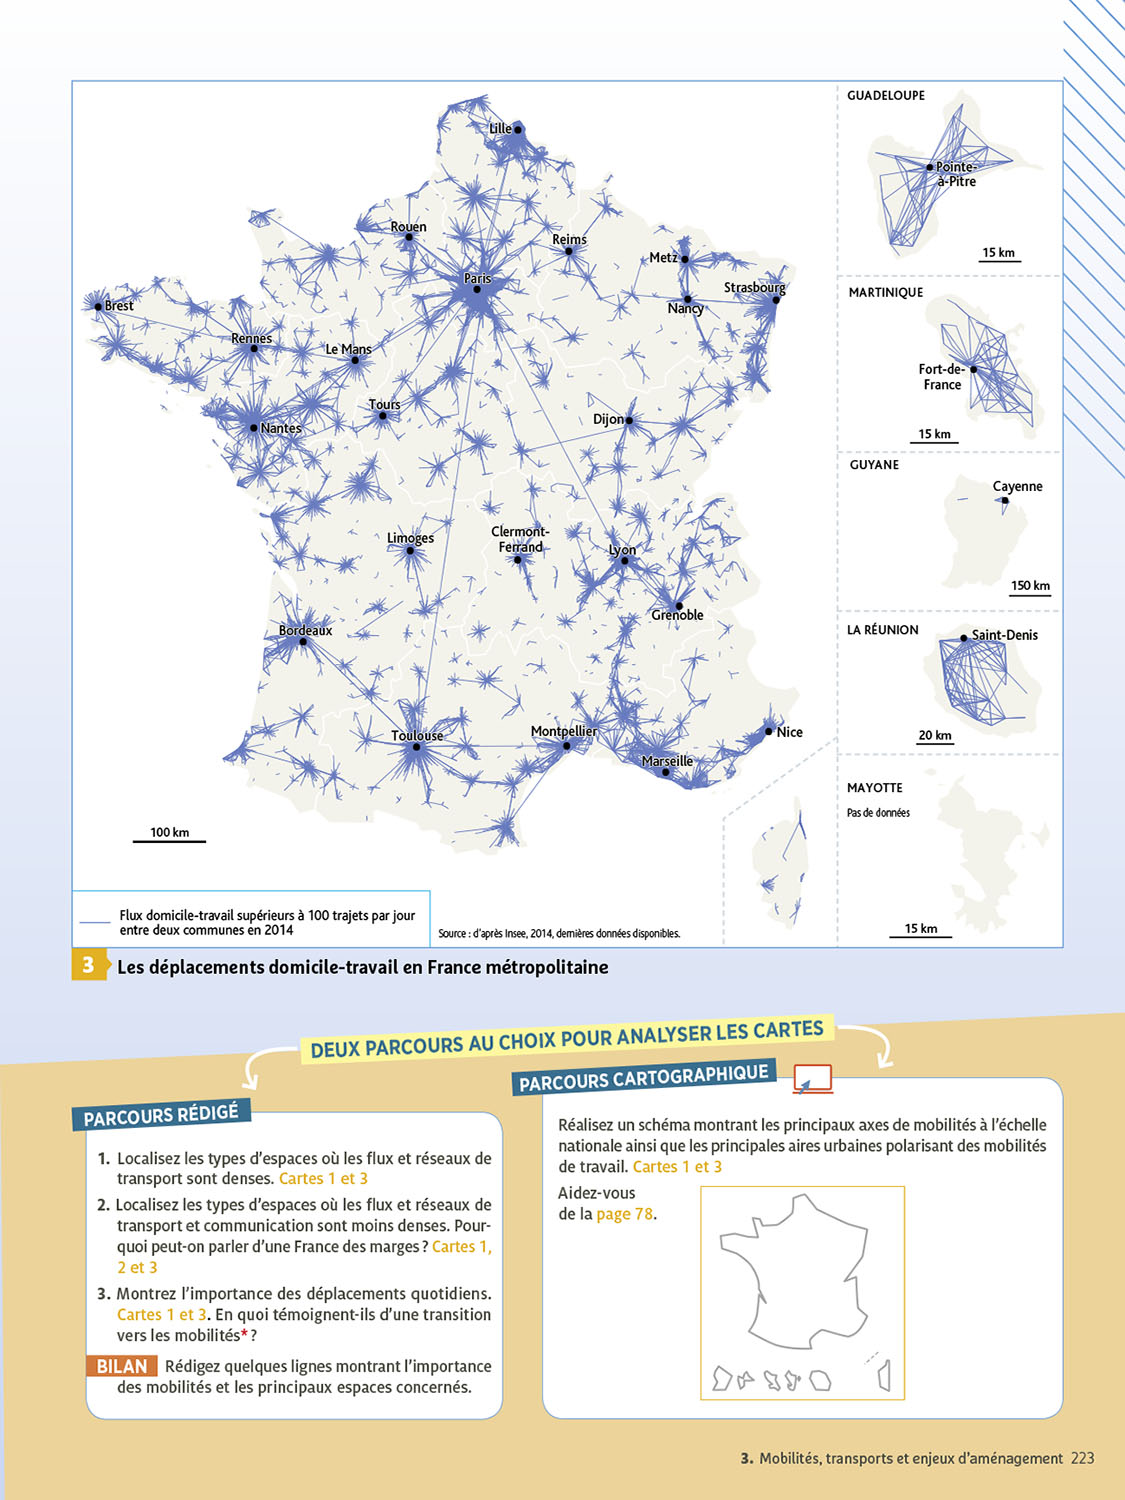 Lille
Rouen
Reims
Metz
Paris
Strasbourg
Nancy
Brest
Rennes
Le Mans
Tours
Nantes
Dijon
Limoges
Clermont-
Ferrand
Lyon
Grenoble
Bordeaux
Toulouse
Montpellier
Nice
Marseille
100 km
GUADELOUPE
Pointe-
à-Pitre
15 km
MARTINIQUE
Fort-de-
France
15 km
GUYANE
Cayenne
150 km
LA RÉUNION
Saint-Denis
20 km
MAYOTTE
Pas de données
15 km
Flux domicile-travail supérieurs à 100 trajets par jour
entre deux communes en 2014
Source : d'après Insee, 2014, dernières données disponibles.
3 Les déplacements domicile-travail en France métropolitaine
DEUX PARCOURS AU CHOIX POUR ANALYSER LES CARTES
PARCOURS RÉDIGÉ
1. Localisez les types d'espaces où les flux et réseaux de
transport sont denses. Cartes 1 et 3
2. Localisez les types d'espaces où les flux et réseaux de
transport et communication sont moins denses. Pour-
quoi peut-on parler d'une France des marges ? Cartes 1,
2 et 3
3. Montrez l'importance des déplacements quotidiens.
Cartes 1 et 3. En quoi témoignent-ils d'une transition
vers les mobilités* ?
BILAN Rédigez quelques lignes montrant l'importance
des mobilités et les principaux espaces concernés.
PARCOURS CARTOGRAPHIQUE
Réalisez un schéma montrant les principaux axes de mobilités à l'échelle
nationale ainsi que les principales aires urbaines polarisant des mobilités
de travail. Cartes 1 et 3
Aidez-vous
de la page 78.
3. Mobilités, transports et enjeux d'aménagement 223